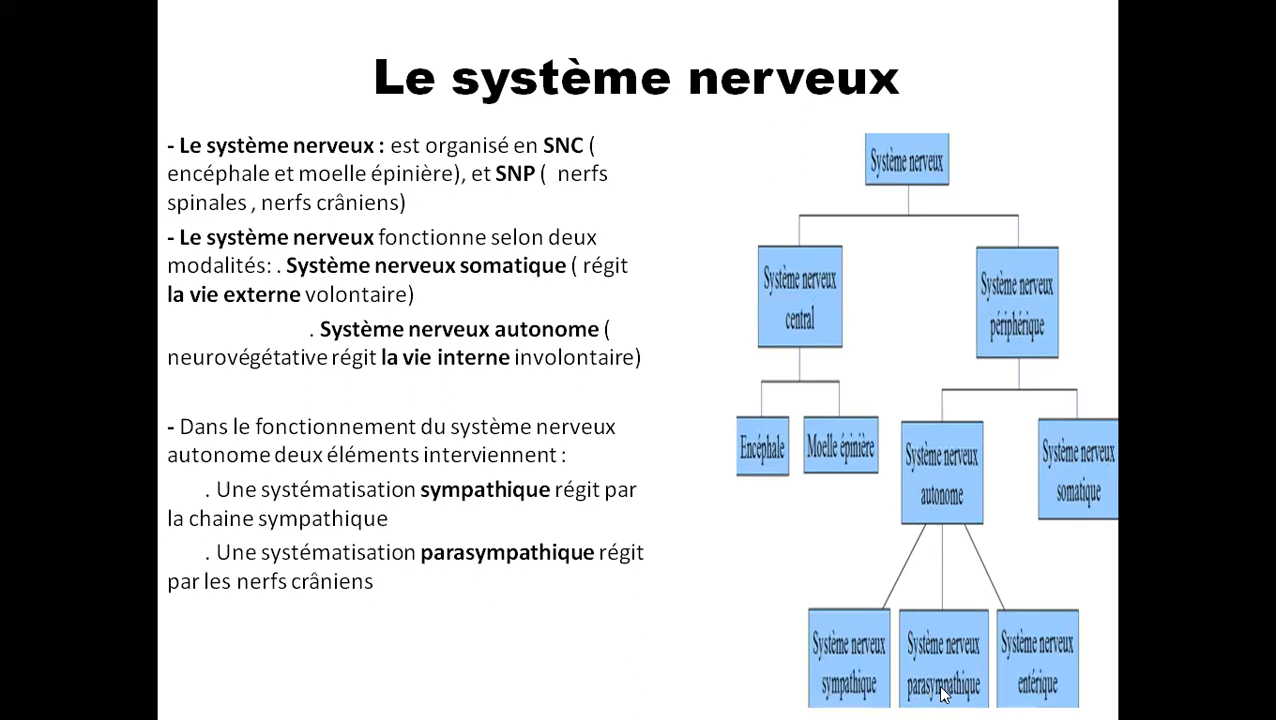 Le système nerveux
- Le système nerveux : est organisé en SNC (
encéphale et moelle épinière), et SNP ( nerfs
spinales , nerfs crâniens)
- Le système nerveux fonctionne selon deux
modalités: . Système nerveux somatique ( régit
la vie externe volontaire)
. Système nerveux autonome (
neurovégétative régit la vie interne involontaire)
- Dans le fonctionnement du système nerveux
autonome deux éléments interviennent :
. Une systématisation sympathique régit par
la chaine sympathique
. Une systématisation parasympathique régit
par les nerfs crâniens
Système nerveux
Système nerveux
central
Système nerveux
périphérique
Encéphale
Moelle épinière
Système nerveux
autonome
Système nerveux
somatique
Système nerveux
sympathique
Système nerveux
parasympathique
Système nerveux
entérique